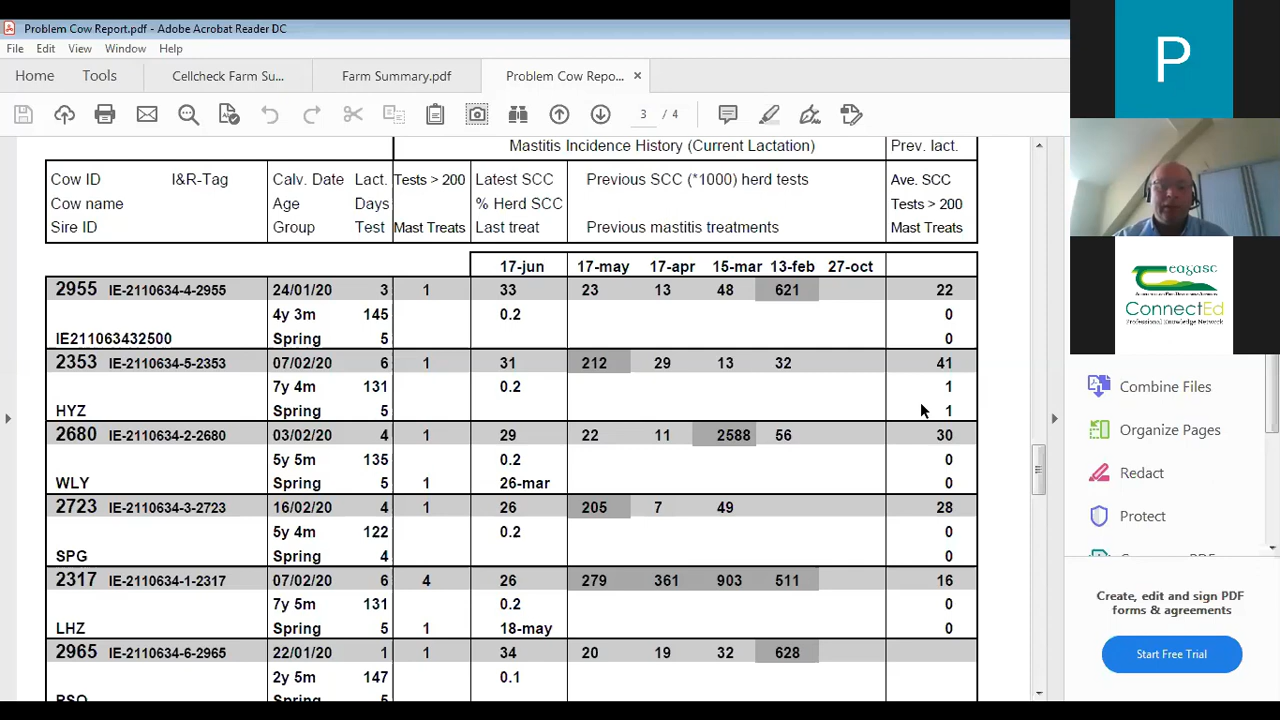 Problem Cow Report.pdf - Adobe Acrobat Reader DC
File Edit View Window Help
Home Tools Cellcheck Farm Su... Farm Summary.pdf Problem Cow Repo... ×
3 / 4
Mastitis Incidence History (Current Lactation) Prev. lact.
Cow ID I&R-Tag Calv. Date Lact. Tests > 200 Latest SCC Previous SCC (*1000) herd tests Ave. SCC
Cow name Age Days % Herd SCC Tests > 200
Sire ID Group Test Mast Treats Last treat Previous mastitis treatments Mast Treats
17-jun 17-may 17-apr 15-mar 13-feb 27-oct
2955 IE-2110634-4-2955 24/01/20 3 1 33 23 13 48 621 22
4y 3m 145 0.2 0
IE211063432500 Spring 5 0
2353 IE-2110634-5-2353 07/02/20 6 1 31 212 29 13 32 41
7y 4m 131 0.2 1
HYZ Spring 5 1
2680 IE-2110634-2-2680 03/02/20 4 1 29 22 11 2588 56 30
5y 5m 135 0.2 0
WLY Spring 5 1 26-mar 0
2723 IE-2110634-3-2723 16/02/20 4 1 26 205 7 49 28
5y 4m 122 0.2 0
SPG Spring 4 0
2317 IE-2110634-1-2317 07/02/20 6 4 26 279 361 903 511 16
7y 5m 131 0.2 0
LHZ Spring 5 1 18-may 0
2965 IE-2110634-6-2965 22/01/20 1 1 34 20 19 32 628
2y 5m 147 0.1
Spring 5
P
teagasc
ConnectEd
Professional Knowledge Network
Combine Files
Organize Pages
Redact
Protect
Create, edit and sign PDF
forms & agreements
Start Free Trial